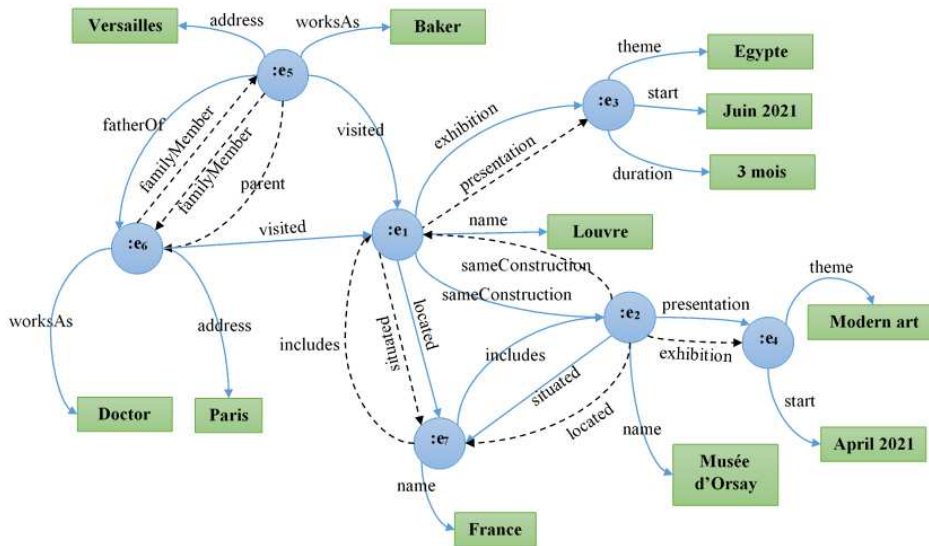 Versailles
address
worksAs
Baker
:e₅
theme
Egypte
:e₃
start
Juin 2021
fatherOf
familyMember
familyMember
parent
visited
exhibition
presentation
duration
3 mois
:e₆
visited
:e₁
name
Louvre
sameConstruction
sameConstruction
theme
worksAs
address
includes
situated
located
includes
:e₂
presentation
exhibition
:e₄
Modern art
situated
located
start
Doctor
Paris
:e₇
name
April 2021
name
Musée
d'Orsay
France